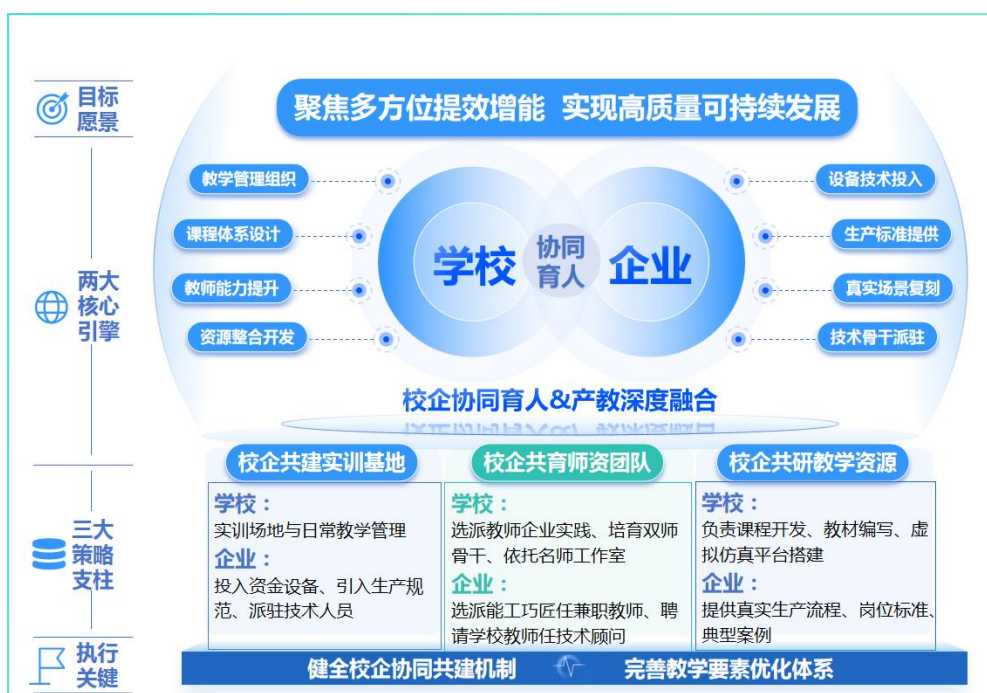 目标
愿景
聚焦多方位提效增能 实现高质量可持续发展
两大
核心
引擎
教学管理组织
课程体系设计
教师能力提升
资源整合开发
学校
协同
育人
企业
设备技术投入
生产标准提供
真实场景复刻
技术骨干派驻
校企协同育人&产教深度融合
三大
策略
支柱
校企共建实训基地
学校：
实训场地与日常教学管理
企业：
投入资金设备、引入生产规
范、派驻技术人员
校企共育师资团队
学校：
选派教师企业实践、培育双师
骨干、依托名师工作室
企业：
选派能工巧匠任兼职教师、聘
请学校教师任技术顾问
校企共研教学资源
学校：
负责课程开发、教材编写、虚
拟仿真平台搭建
企业：
提供真实生产流程、岗位标准、
典型案例
执行
关键
健全校企协同共建机制
完善教学要素优化体系